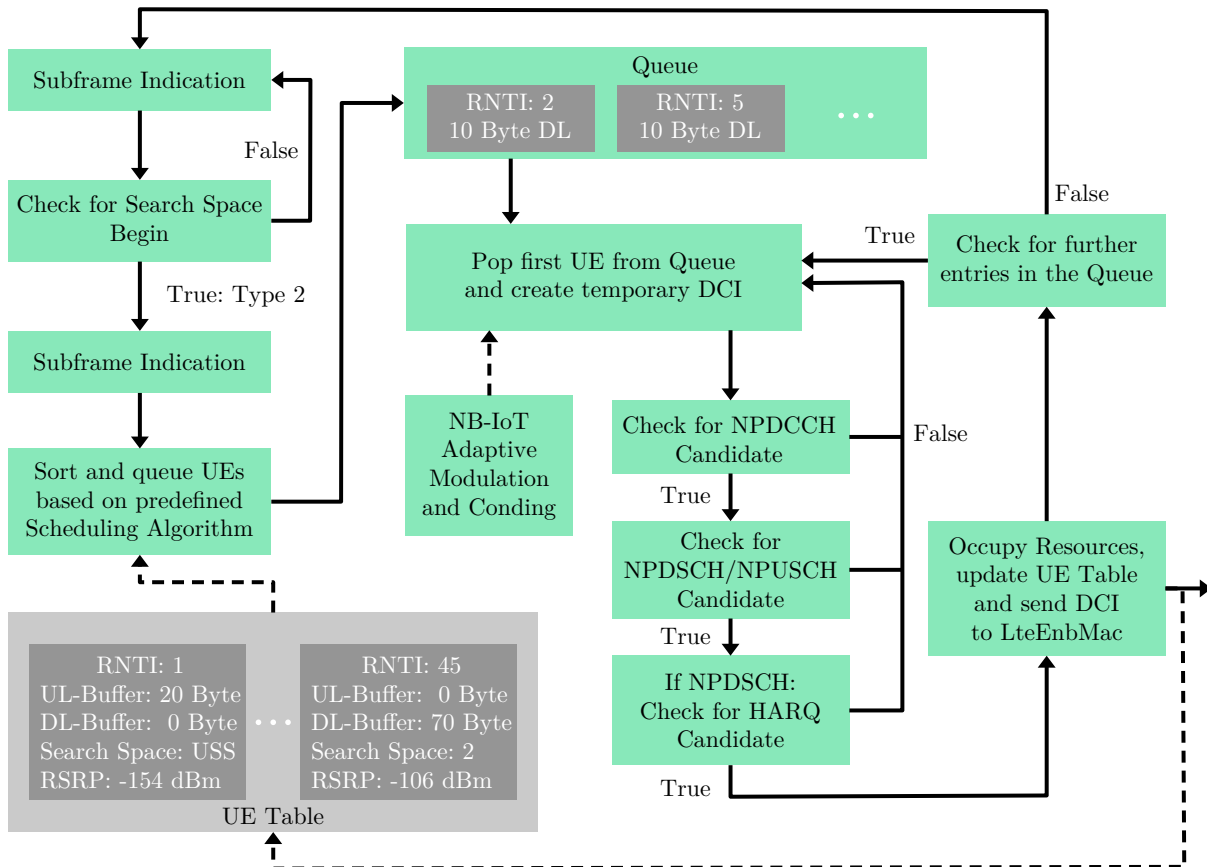 Subframe Indication
False
Check for Search Space
Begin
True: Type 2
Subframe Indication
Sort and queue UEs
based on predefined
Scheduling Algorithm
RNTI: 1
UL-Buffer: 20 Byte
DL-Buffer: 0 Byte
Search Space: USS
RSRP: -154 dBm
...
RNTI: 45
UL-Buffer: 0 Byte
DL-Buffer: 70 Byte
Search Space: 2
RSRP: -106 dBm
UE Table
Queue
RNTI: 2
10 Byte DL
RNTI: 5
10 Byte DL
...
Pop first UE from Queue
and create temporary DCI
NB-IoT
Adaptive
Modulation
and Conding
Check for NPDCCH
Candidate
False
True
Check for
NPDSCH/NPUSCH
Candidate
True
If NPDSCH:
Check for HARQ
Candidate
True
Occupy Resources,
update UE Table
and send DCI
to LteEnbMac
Check for further
entries in the Queue
True
False